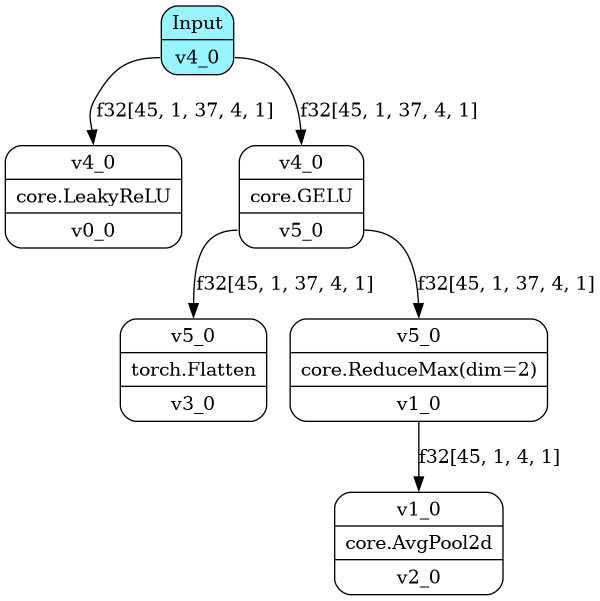 Input
v4_0
f32[45, 1, 37, 4, 1]
f32[45, 1, 37, 4, 1]
v4_0
core.LeakyReLU
v0_0
v4_0
core.GELU
v5_0
f32[45, 1, 37, 4, 1]
f32[45, 1, 37, 4, 1]
v5_0
torch.Flatten
v3_0
v5_0
core.ReduceMax(dim=2)
v1_0
f32[45, 1, 4, 1]
v1_0
core.AvgPool2d
v2_0